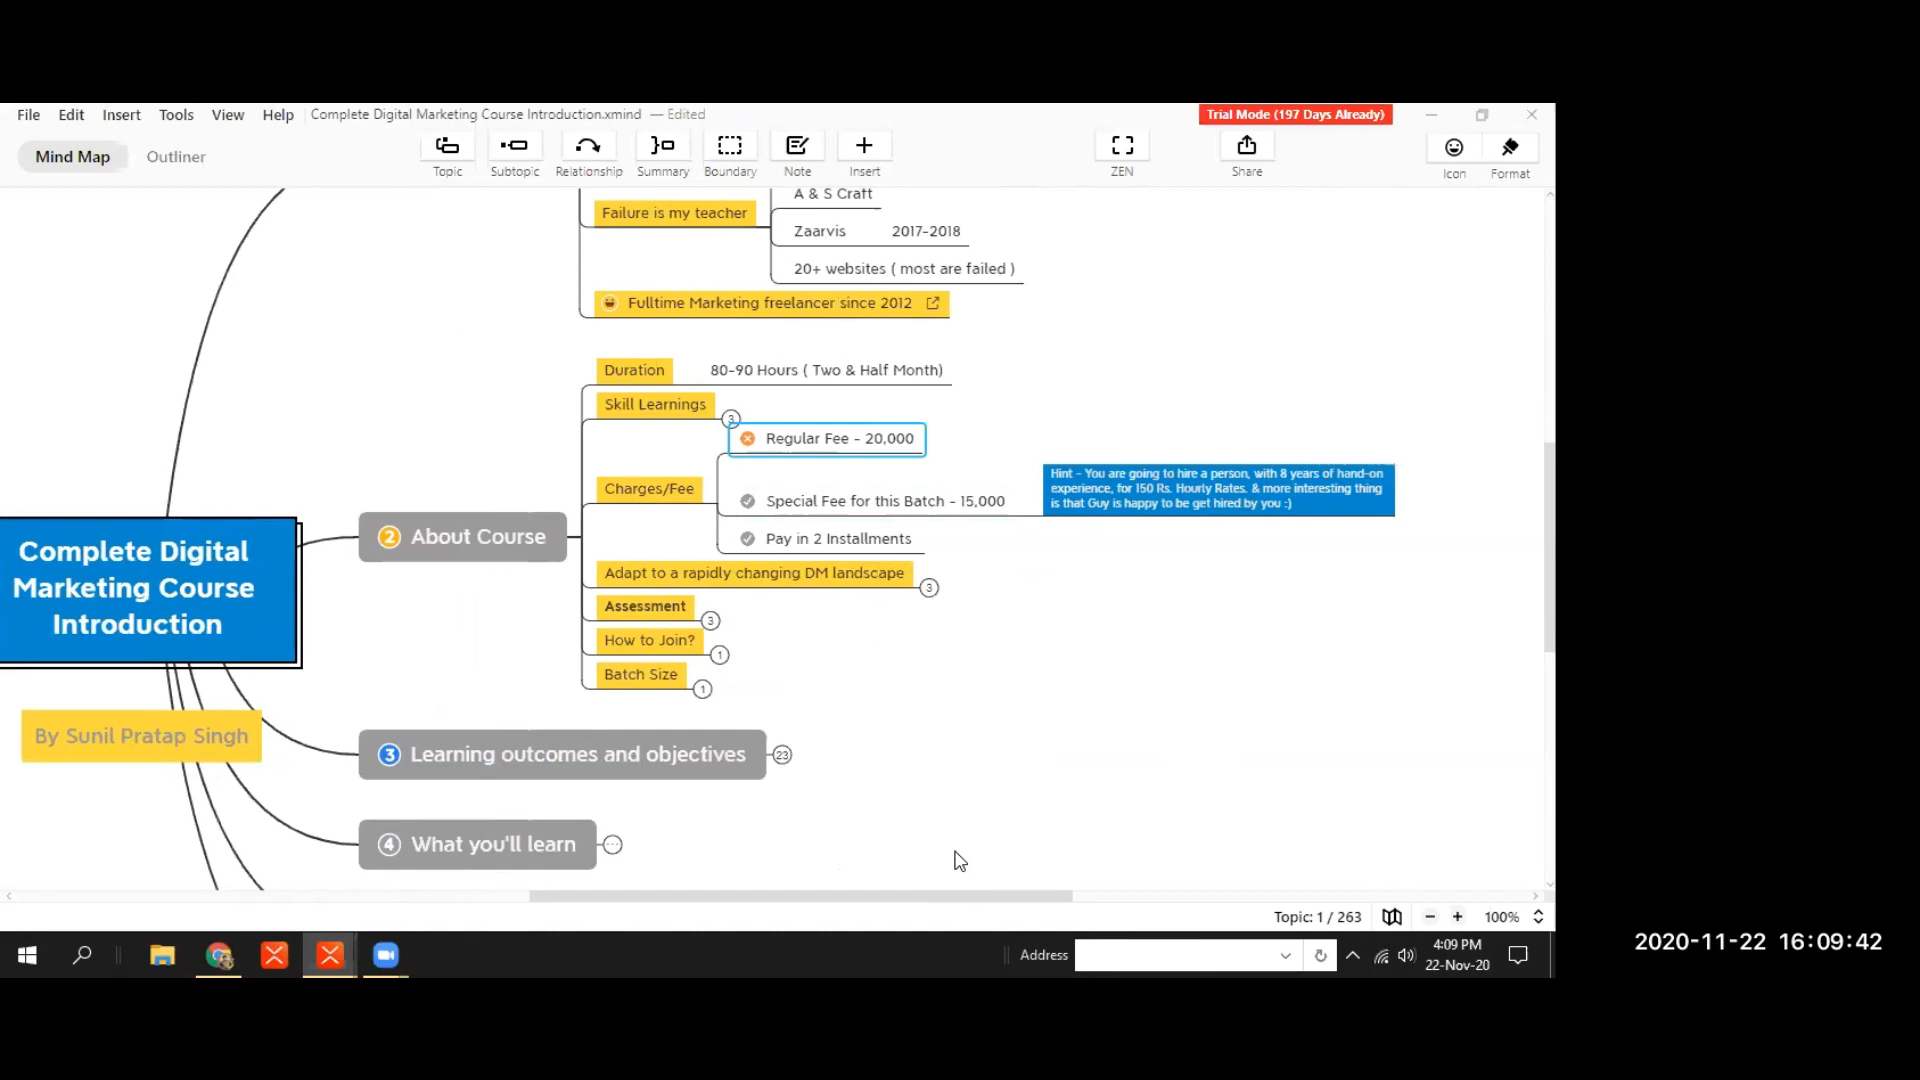 File Edit Insert Tools View Help Complete Digital Marketing Course Introduction.xmind — Edited Trial Mode (197 Days Already)
Mind Map Outliner
Topic Subtopic Relationship Summary Boundary Note Insert ZEN Share Icon Format
A & S Craft
Failure is my teacher
Zaarvis 2017-2018
20+ websites ( most are failed )
Fulltime Marketing freelancer since 2012
Duration 80-90 Hours ( Two & Half Month)
Skill Learnings 3
Regular Fee - 20,000
Charges/Fee
Special Fee for this Batch - 15,000
Hint - You are going to hire a person, with 8 years of hand-on
experience, for 150 Rs. Hourly Rates. & more interesting thing
is that Guy is happy to be get hired by you :)
Pay in 2 Installments
2 About Course
Adapt to a rapidly changing DM landscape 3
Assessment 3
How to Join? 1
Batch Size 1
Complete Digital
Marketing Course
Introduction
By Sunil Pratap Singh
3 Learning outcomes and objectives 23
4 What you'll learn
Topic: 1 / 263 100%
Address
4:09 PM
22-Nov-20
2020-11-22 16:09:42